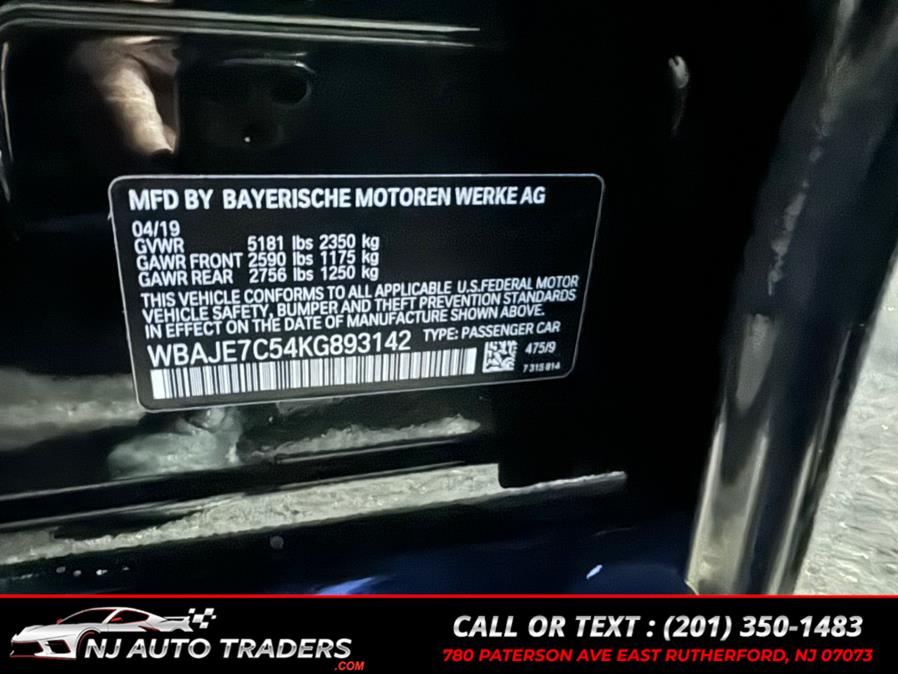 MFD BY BAYERISCHE MOTOREN WERKE AG
04/19
GVWR 5181 lbs 2350 kg
GAWR FRONT 2590 lbs 1175 kg
GAWR REAR 2756 lbs 1250 kg
THIS VEHICLE CONFORMS TO ALL APPLICABLE U.S.FEDERAL MOTOR
VEHICLE SAFETY, BUMPER AND THEFT PREVENTION STANDARDS
IN EFFECT ON THE DATE OF MANUFACTURE SHOWN ABOVE.
WBAJE7C54KG893142 TYPE: PASSENGER CAR
475/9
7 315 814
NJ AUTO TRADERS
.COM
CALL OR TEXT : (201) 350-1483
780 PATERSON AVE EAST RUTHERFORD, NJ 07073